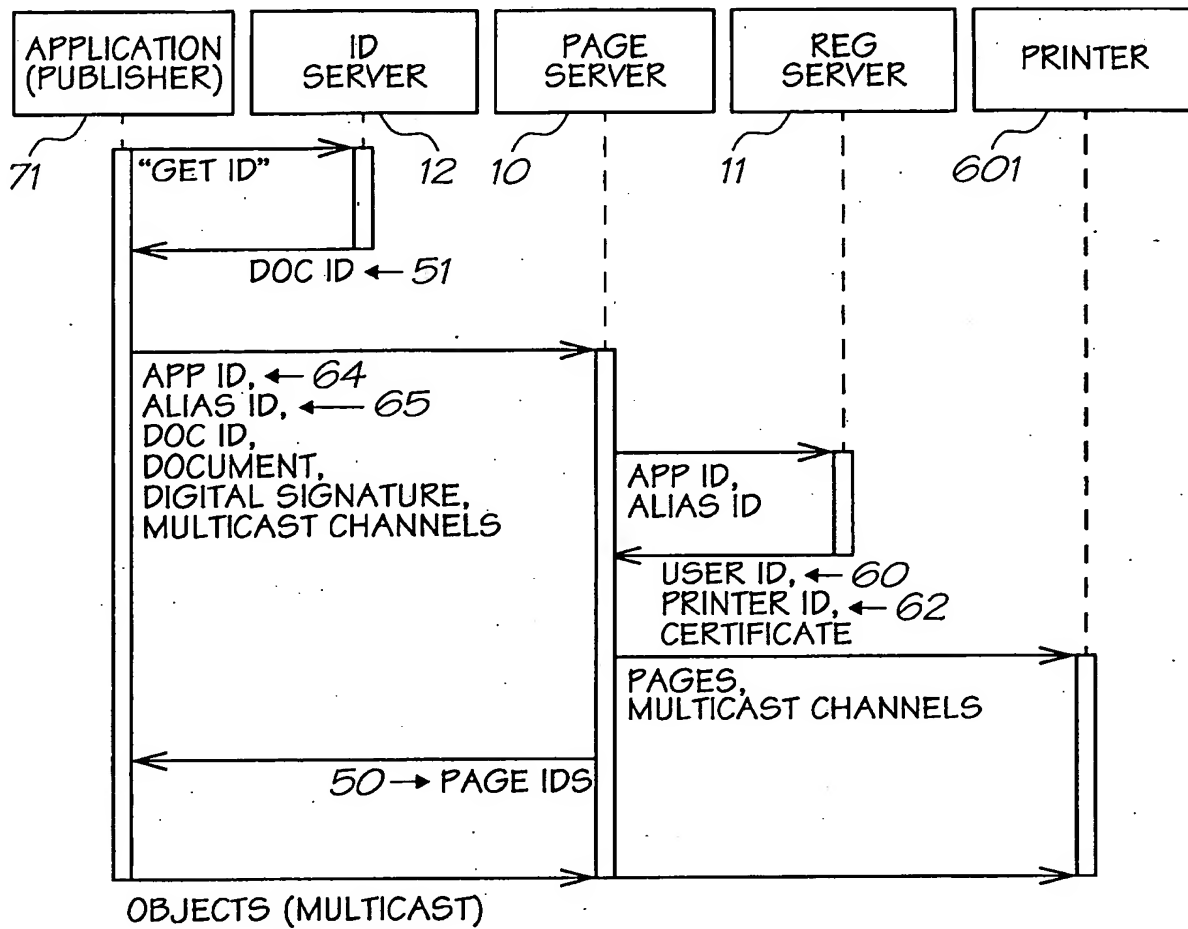 APPLICATION
(PUBLISHER)
ID
SERVER
PAGE
SERVER
REG
SERVER
PRINTER
71
12
10
11
601
"GET ID"
DOC ID ← 51
APP ID, ← 64
ALIAS ID, ← 65
DOC ID,
DOCUMENT,
DIGITAL SIGNATURE,
MULTICAST CHANNELS
APP ID,
ALIAS ID
USER ID, ← 60
PRINTER ID, ← 62
CERTIFICATE
PAGES,
MULTICAST CHANNELS
50 → PAGE IDS
OBJECTS (MULTICAST)